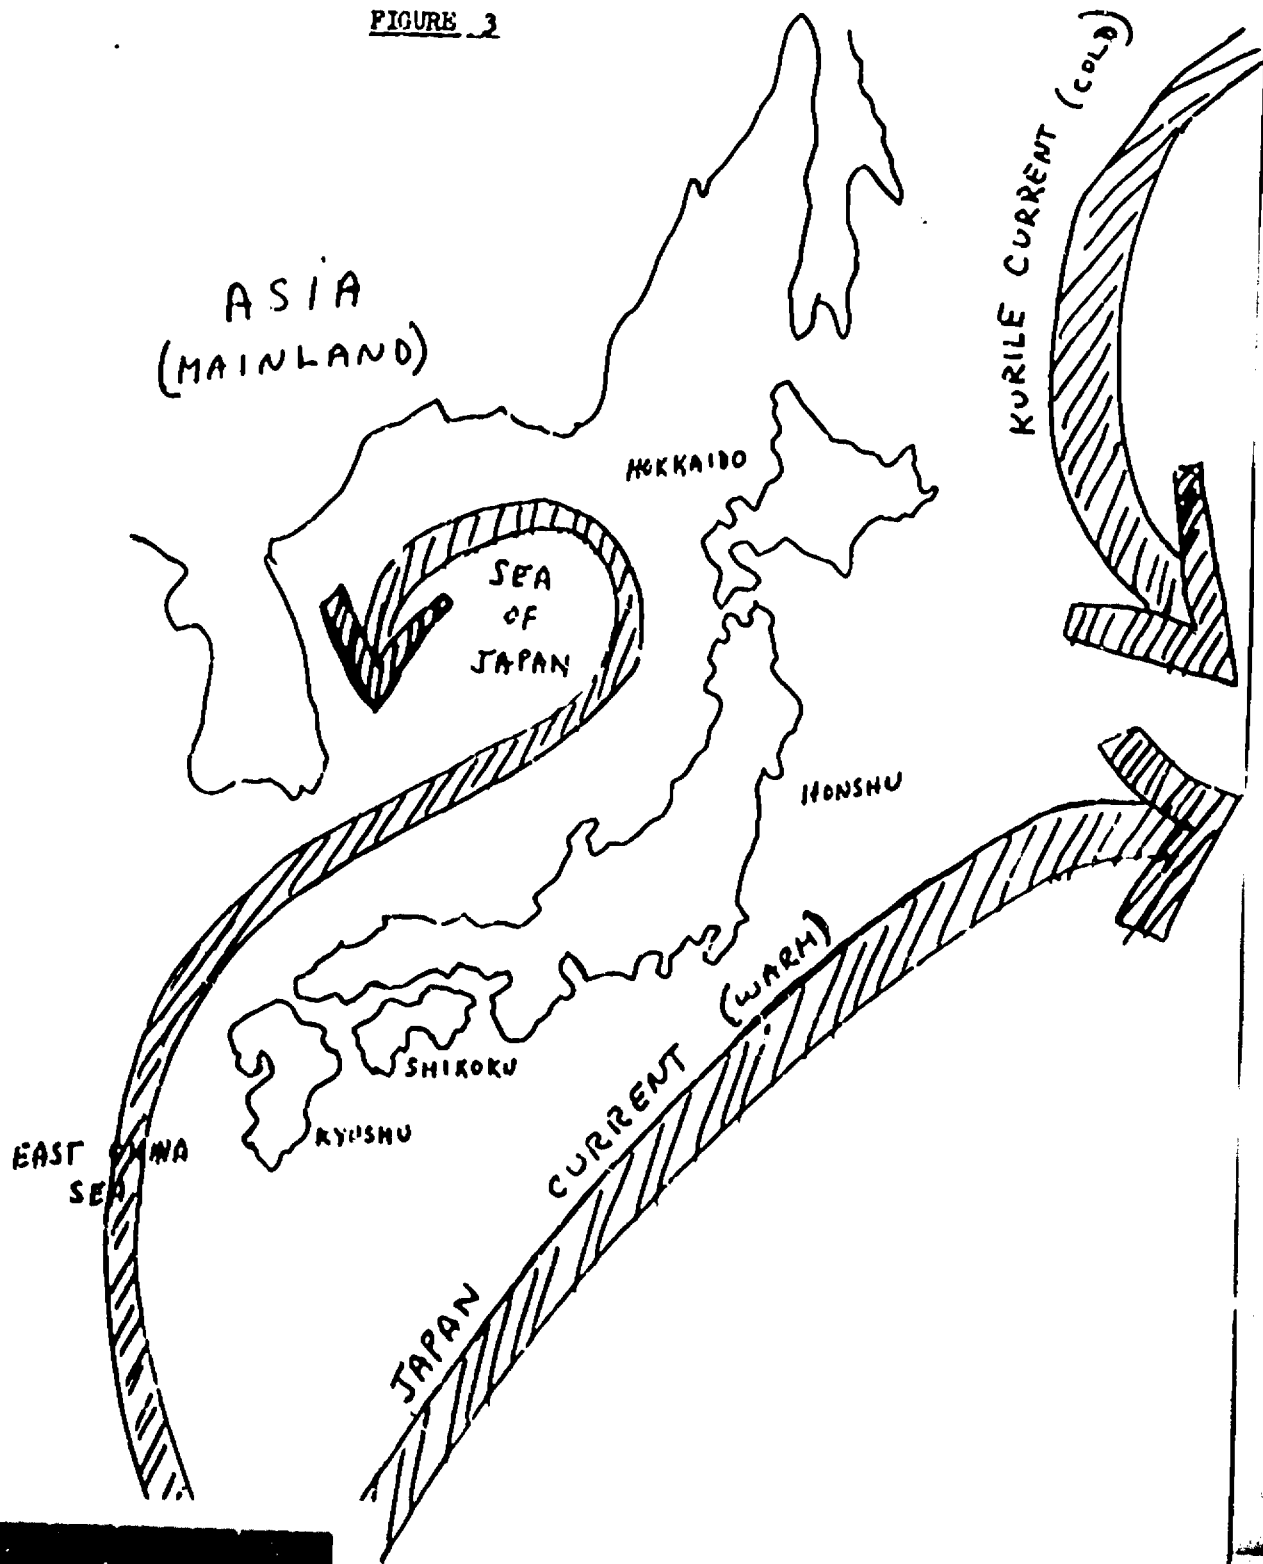 FIGURE 3
KURILE CURRENT (COLD)
ASIA
(MAINLAND)
HOKKAIDO
SEA
OF
JAPAN
HONSHU
JAPAN CURRENT (WARM)
SHIKOKU
KYUSHU
EAST
SEA